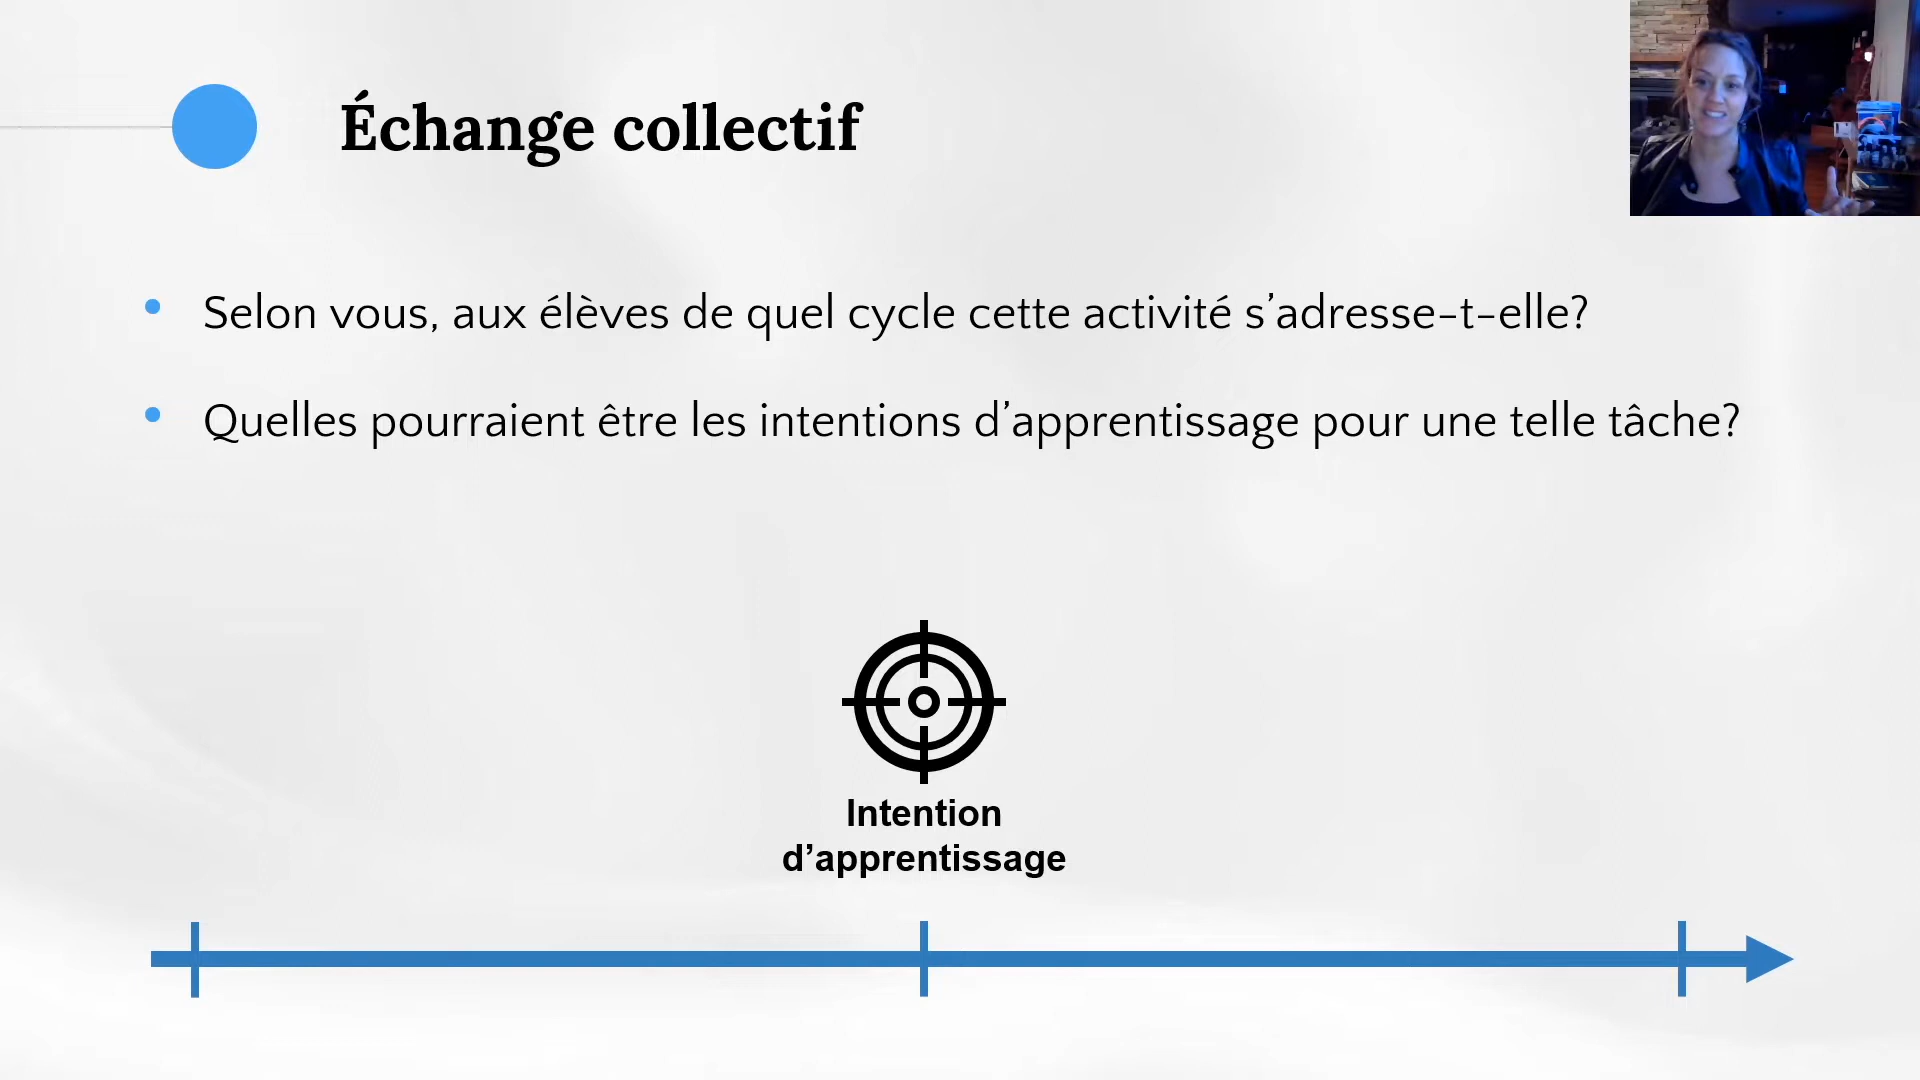 Échange collectif
Selon vous, aux élèves de quel cycle cette activité s’adresse-t-elle?
Quelles pourraient être les intentions d’apprentissage pour une telle tâche?
Intention
d’apprentissage